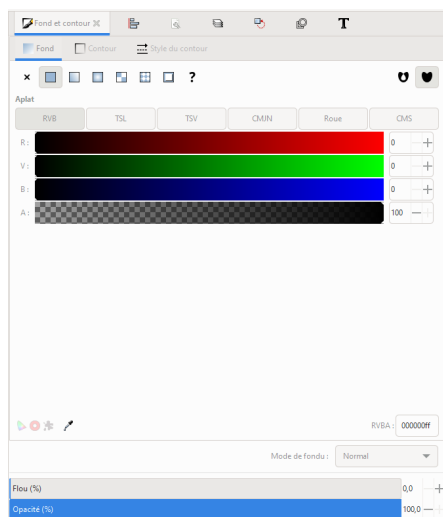 Fond et contour
Fond Contour Style du contour
?
Aplat
RVB TSL TSV CMJN Roue CMS
R : 0
V : 0
B : 0
A : 100
RVBA : 000000ff
Mode de fondu : Normal
Flou (%) 0,0
Opacité (%) 100,0